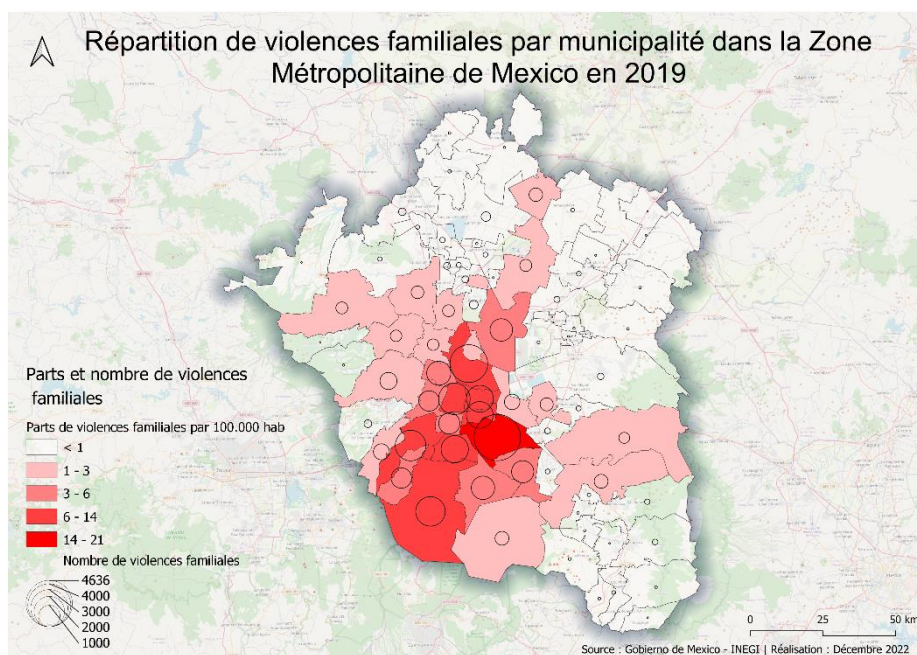 Répartition de violences familiales par municipalité dans la Zone
Métropolitaine de Mexico en 2019
Parts et nombre de violences
familiales
Parts de violences familiales par 100.000 hab
< 1
1 - 3
3 - 6
6 - 14
14 - 21
Nombre de violences familiales
4636
4000
3000
2000
1000
0 25 50 km
Source : Gobierno de Mexico - INEGI | Réalisation : Décembre 2022